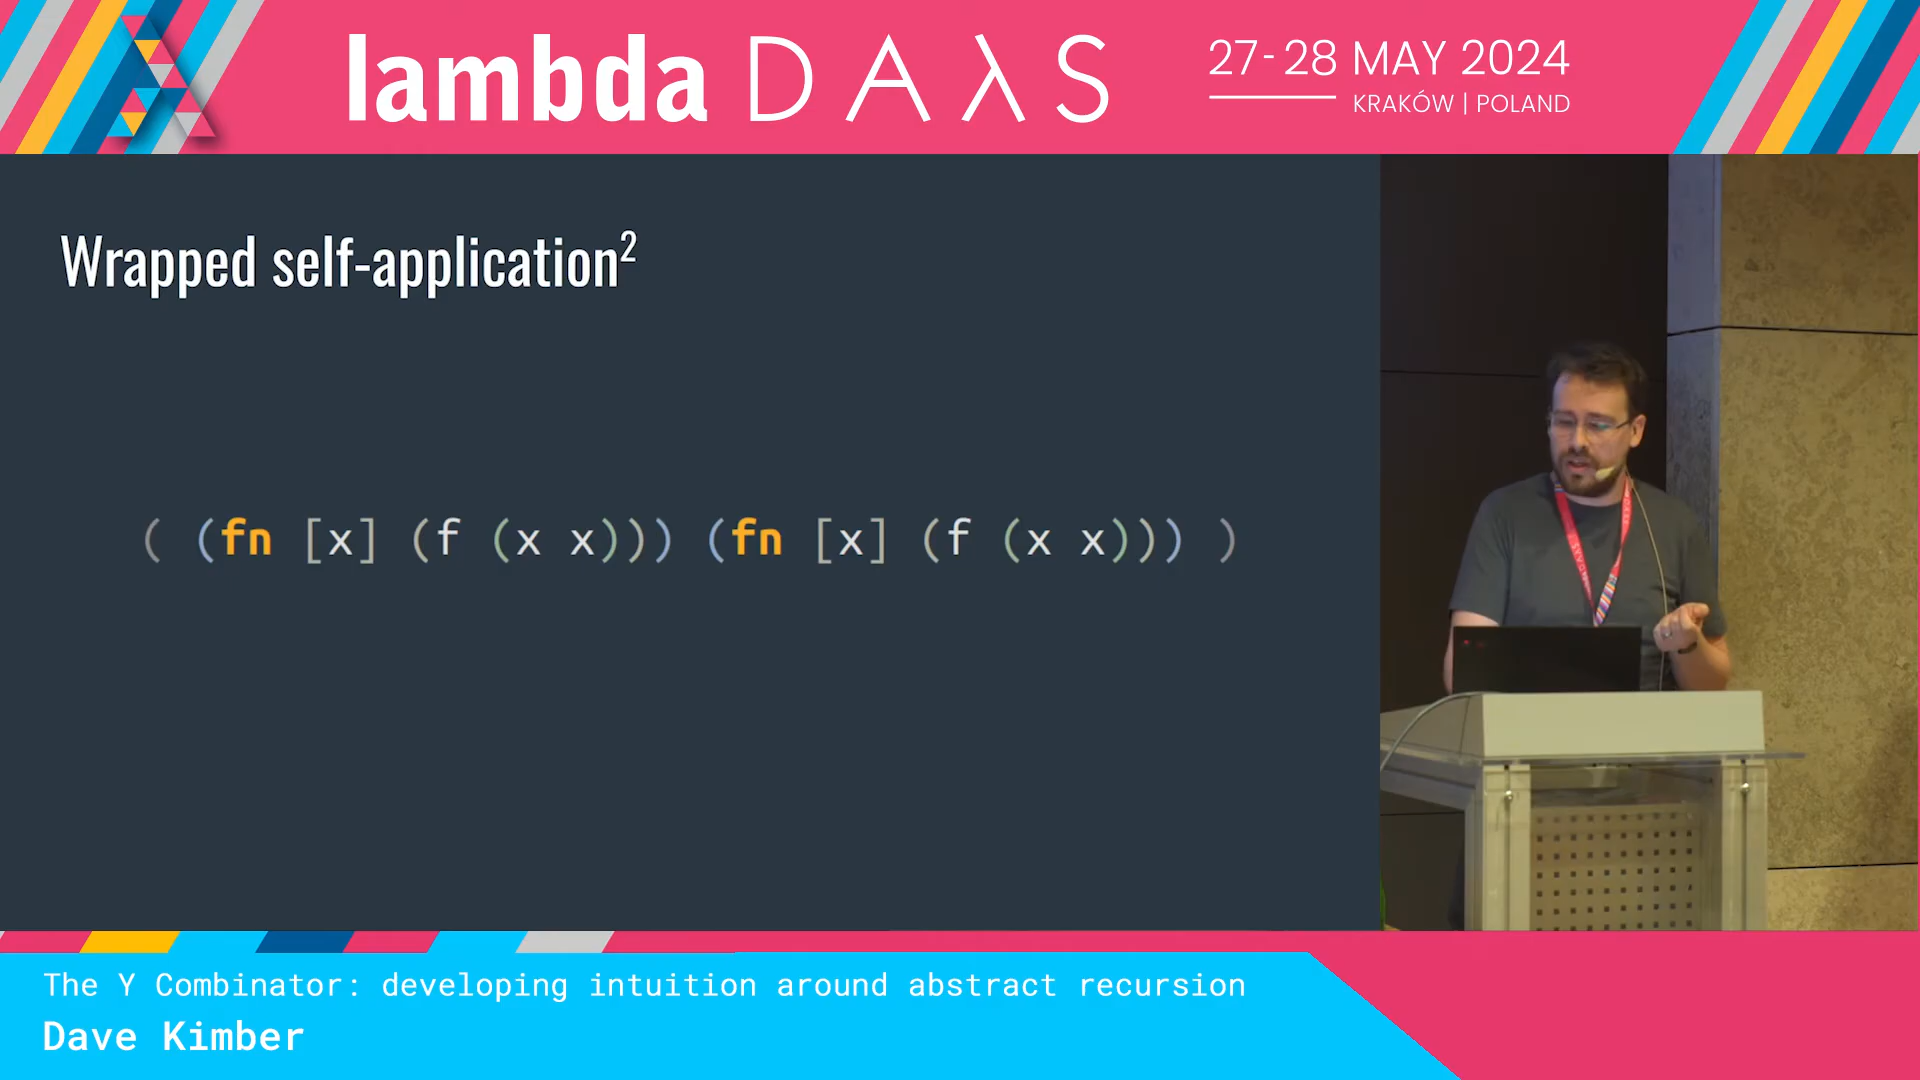 lambda DAλS
27-28 MAY 2024
KRAKÓW | POLAND
Wrapped self-application²
( (fn [x] (f (x x))) (fn [x] (f (x x))) )
The Y Combinator: developing intuition around abstract recursion
Dave Kimber